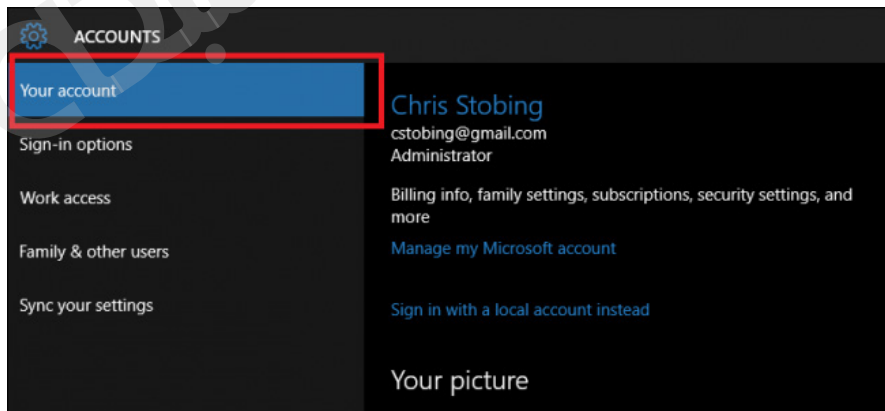 ACCOUNTS
Your account
Sign-in options
Work access
Family & other users
Sync your settings
Chris Stobing
cstobing@gmail.com
Administrator
Billing info, family settings, subscriptions, security settings, and
more
Manage my Microsoft account
Sign in with a local account instead
Your picture